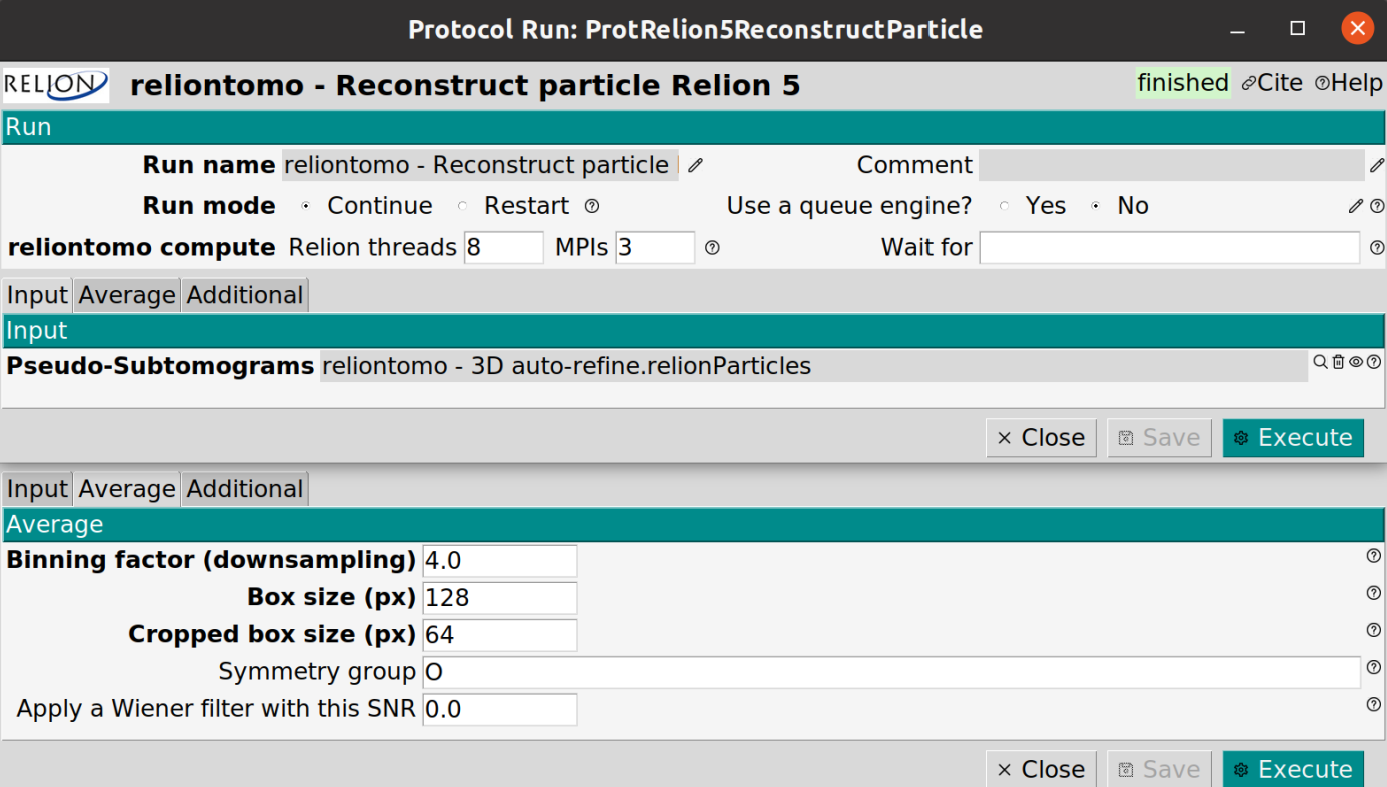 Protocol Run: ProtRelion5ReconstructParticle
RELION reliontomo - Reconstruct particle Relion 5 finished Cite Help
Run
Run name reliontomo - Reconstruct particle Comment
Run mode Continue Restart Use a queue engine? Yes No
reliontomo compute Relion threads 8 MPIs 3 Wait for
Input Average Additional
Input
Pseudo-Subtomograms reliontomo - 3D auto-refine.relionParticles
Close Save Execute
Input Average Additional
Average
Binning factor (downsampling) 4.0
Box size (px) 128
Cropped box size (px) 64
Symmetry group O
Apply a Wiener filter with this SNR 0.0
Close Save Execute